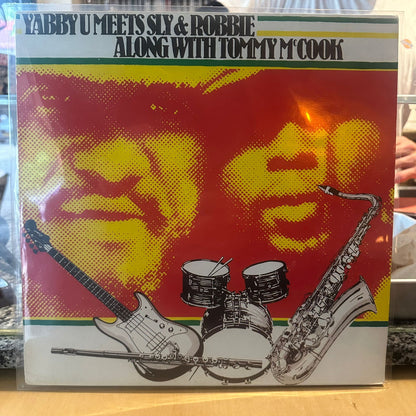 YABBY U MEETS SLY & ROBBIE
ALONG WITH TOMMY McCOOK